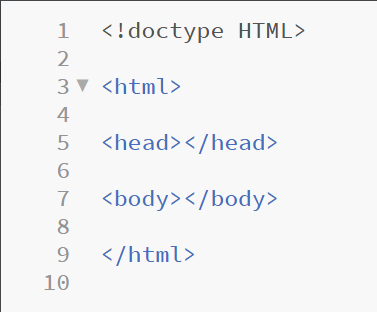 1 <!doctype HTML>
2
3 <html>
4
5 <head></head>
6
7 <body></body>
8
9 </html>
10